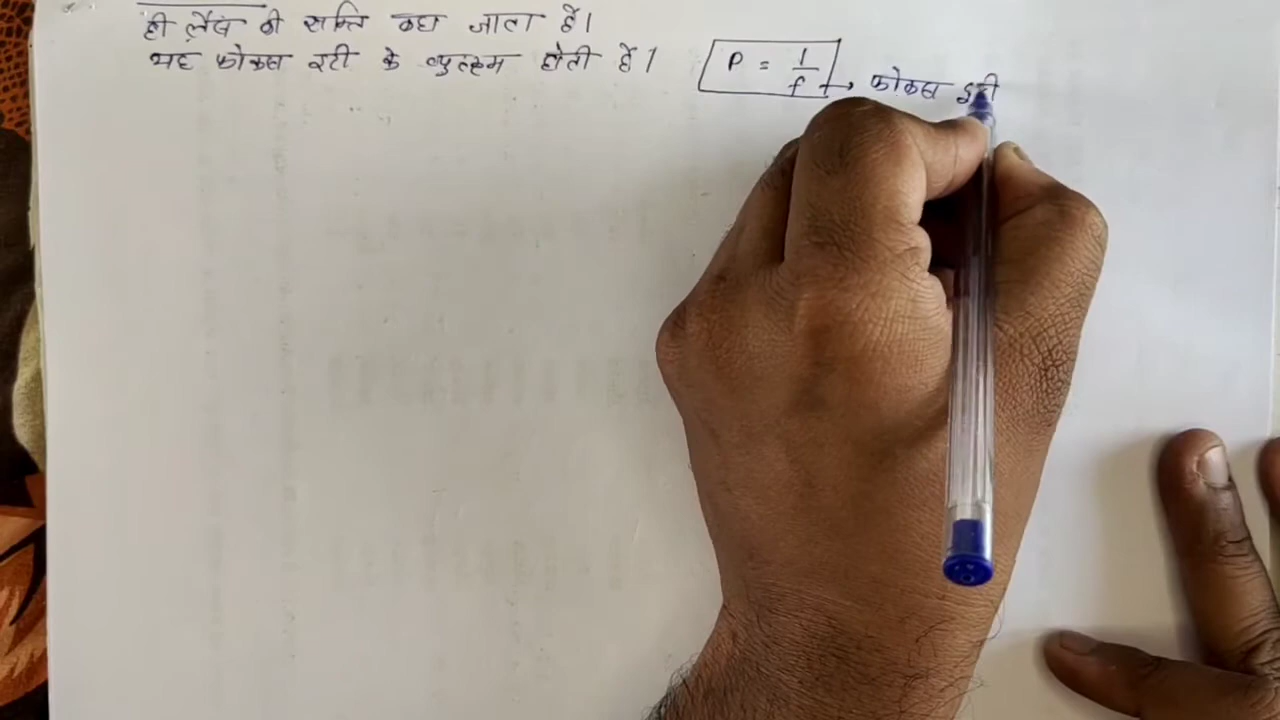 ही लैंस की शक्ति कहा जाता है।
यह फोकस दूरी के व्युत्क्रम होती है। P = 1/f → फोकस दूरी